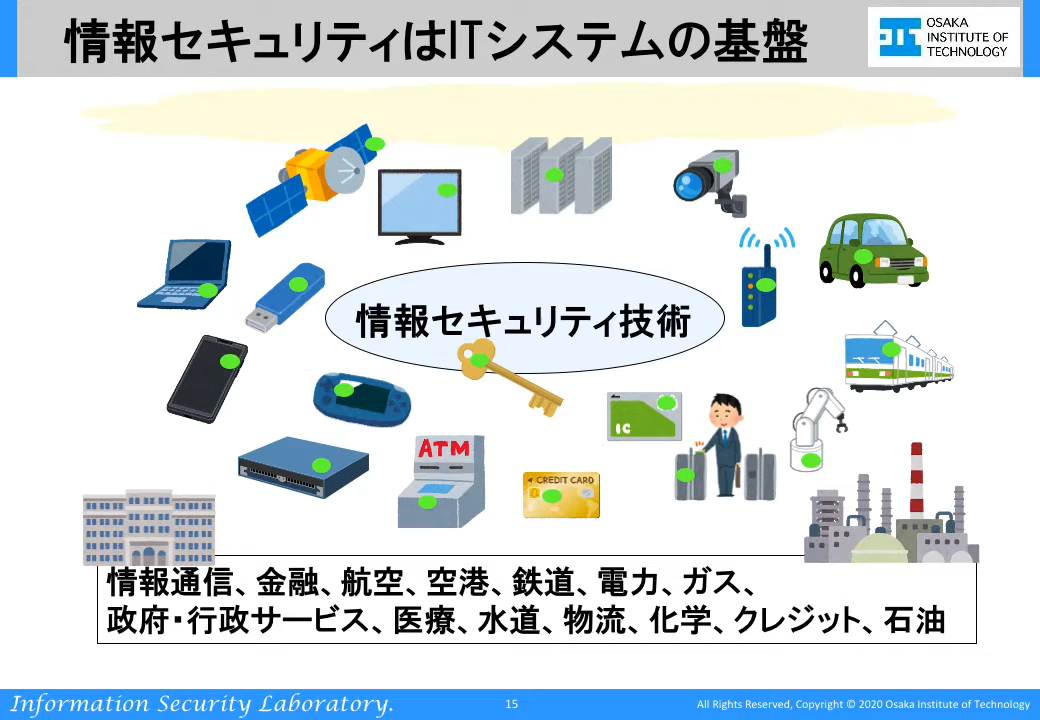 情報セキュリティはITシステムの基盤
OSAKA
INSTITUTE OF
TECHNOLOGY
情報セキュリティ技術
IC
ATM
CREDIT CARD
情報通信、金融、航空、空港、鉄道、電力、ガス、
政府・行政サービス、医療、水道、物流、化学、クレジット、石油
Information Security Laboratory.
15
All Rights Reserved, Copyright © 2020 Osaka Institute of Technology